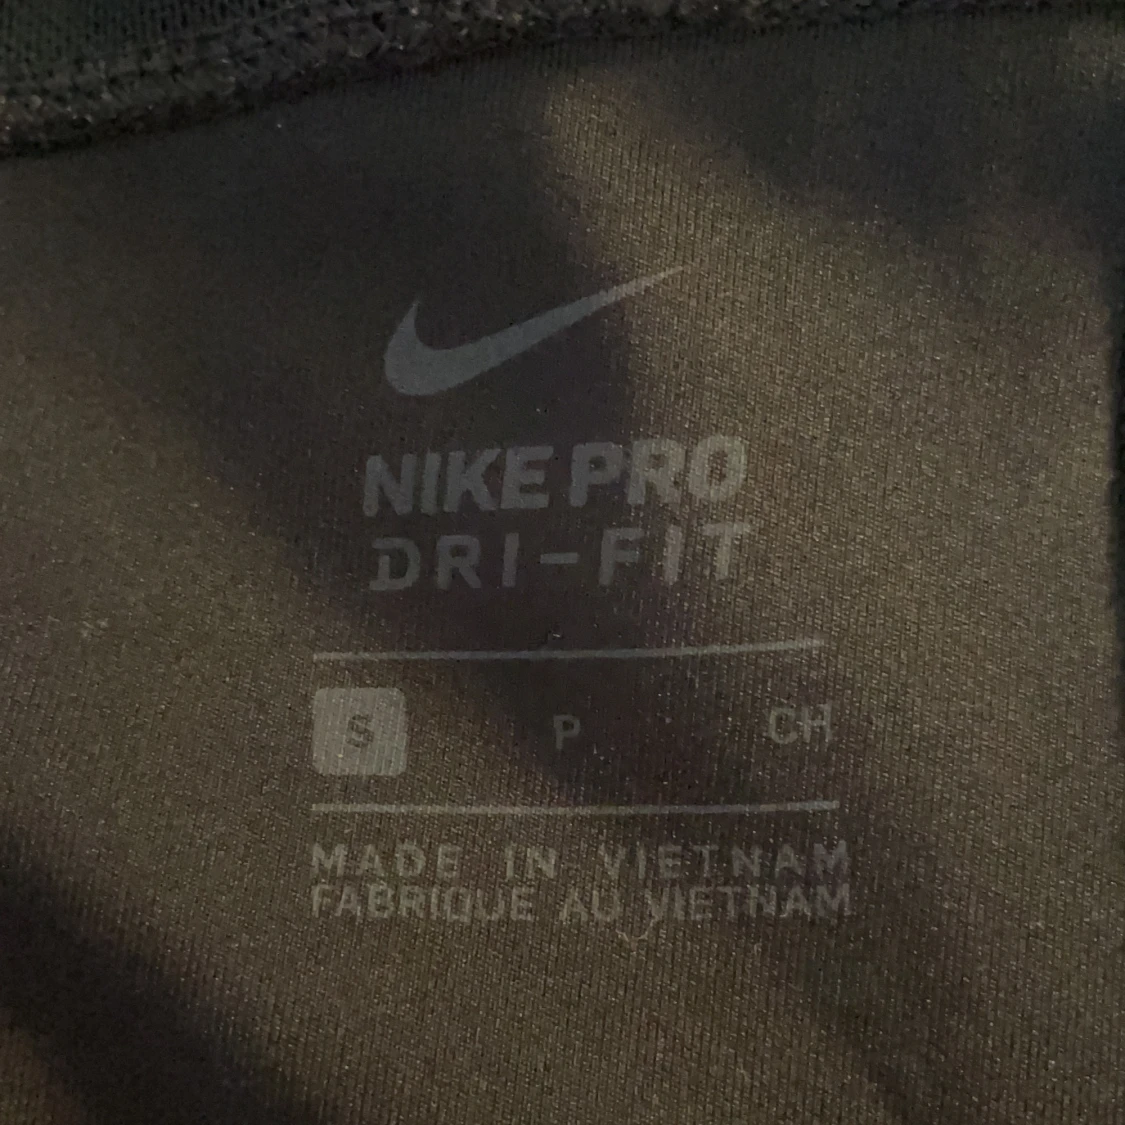 NIKE PRO
DRI-FIT
S P CH
MADE IN VIETNAM
FABRIQUE AU VIETNAM